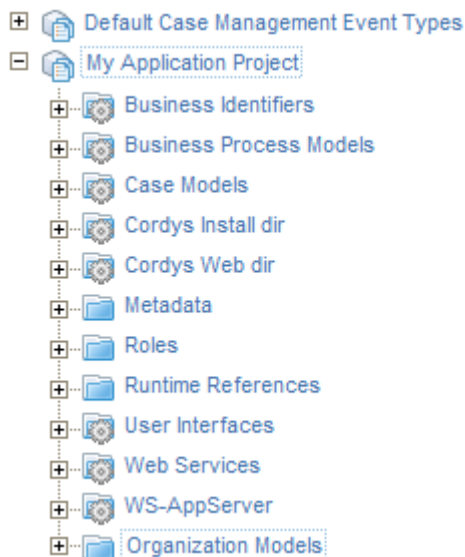 Default Case Management Event Types
My Application Project
Business Identifiers
Business Process Models
Case Models
Cordys Install dir
Cordys Web dir
Metadata
Roles
Runtime References
User Interfaces
Web Services
WS-AppServer
Organization Models